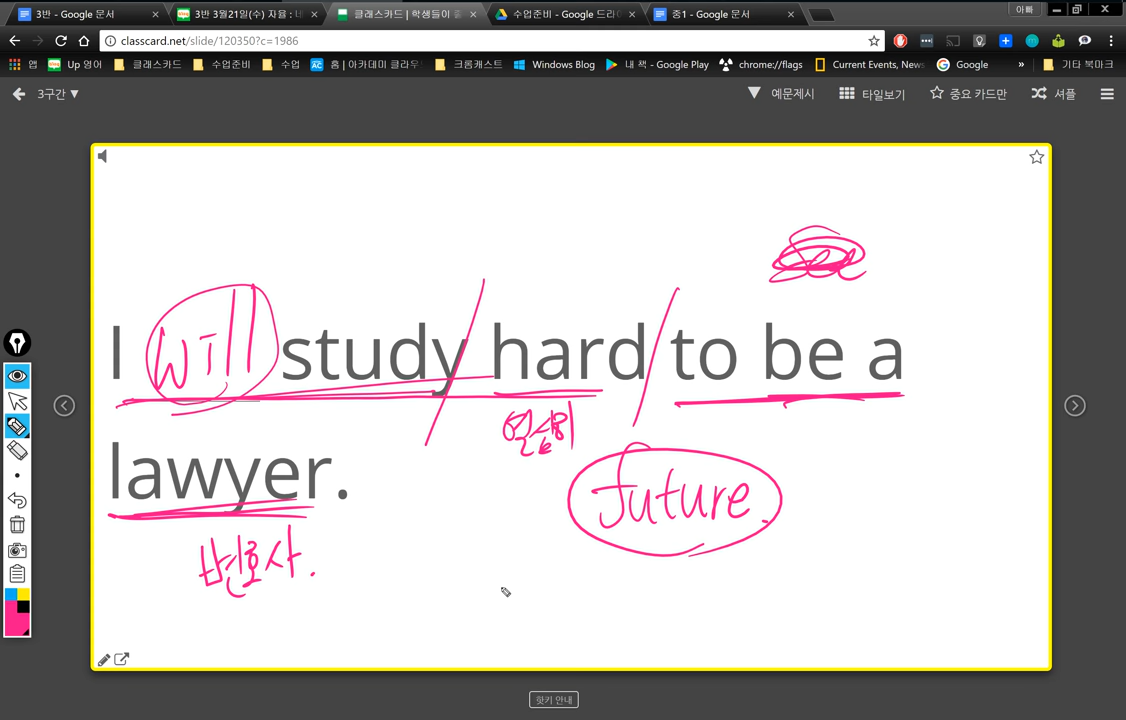 3반 - Google 문서
3반 3월21일(수) 자율 : 네
클래스카드 | 학생들이 좋
수업준비 - Google 드라이
중1 - Google 문서
아빠
classcard.net/slide/120350?c=1986
앱 Up 영어 클래스카드 수업준비 수업 홈 | 아카데미 클라우 크롬캐스트 Windows Blog 내 책 - Google Play chrome://flags Current Events, News Google » 기타 북마크
3구간 ▼ 예문제시 타일보기 중요 카드만 셔플
I will study / hard / to be a
열심히
lawyer.
future.
변호사.
핫키 안내